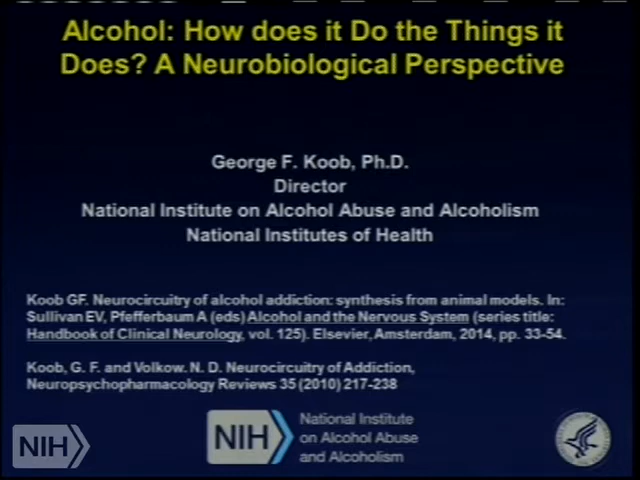 Alcohol: How does it Do the Things it
Does? A Neurobiological Perspective
George F. Koob, Ph.D.
Director
National Institute on Alcohol Abuse and Alcoholism
National Institutes of Health
Koob GF. Neurocircuitry of alcohol addiction: synthesis from animal models. In:
Sullivan EV, Pfefferbaum A (eds) Alcohol and the Nervous System (series title:
Handbook of Clinical Neurology, vol. 125). Elsevier, Amsterdam, 2014, pp. 33-54.
Koob, G. F. and Volkow. N. D. Neurocircuitry of Addiction,
Neuropsychopharmacology Reviews 35 (2010) 217-238
NIH
NIH
National Institute
on Alcohol Abuse
and Alcoholism